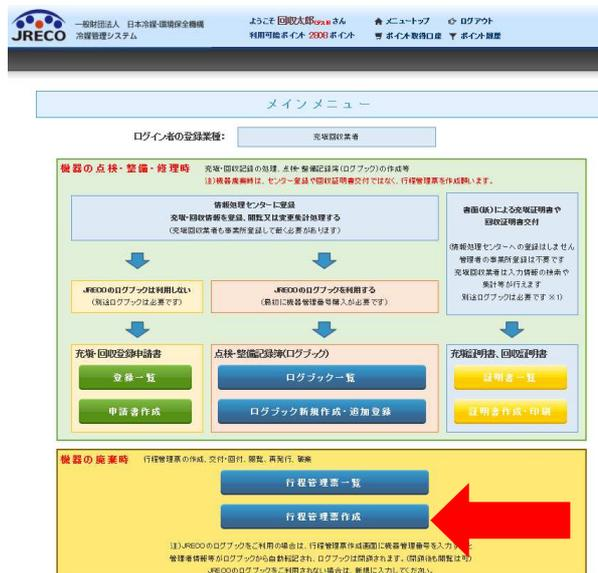 JRECO
一般財団法人 日本冷媒・環境保全機構
冷媒管理システム
ようこそ 回収太郎 さん
メニュートップ
ログアウト
利用可能ポイント 2808 ポイント
ポイント取得口座
ポイント履歴
メインメニュー
ログイン者の登録業種:
充塡回収業者
機器の点検・整備・修理時
充塡・回収記録の処理、点検・整備記録簿(ログブック)の作成等
注)機器廃棄時は、センター登録や回収証明書交付ではなく、行程管理票を作成願います。
情報処理センターに登録
充塡・回収情報を登録、閲覧又は変更集計処理する
(充塡回収業者も事業所登録して戴く必要があります)
書面(紙)による充塡証明書や
回収証明書交付
(情報処理センターへの登録はしません
管理者の事業所登録は不要です
充塡回収業者は入力情報の検索や
集計等が行えます
別途ログブックは必要です ※1)
JRECOのログブックは利用しない
(別途ログブックは必要です)
JRECOのログブックを利用する
(最初に機器管理番号購入が必要です)
充塡・回収登録申請書
登録一覧
申請書作成
点検・整備記録簿(ログブック)
ログブック一覧
ログブック新規作成・追加登録
充塡証明書、回収証明書
証明書一覧
証明書作成・印刷
機器の廃棄時
行程管理票の作成、交付・回付、閲覧、再発行、破棄
行程管理票一覧
行程管理票作成
注)JRECOのログブックをご利用の場合は、行程管理票作成画面に機器管理番号を入力す
管理者情報等がログブックから自動転記され、ログブックは閉鎖されます。(閉鎖後も閲覧は可)
JRECOのログブックをご利用されない場合は、新規に入力してください。